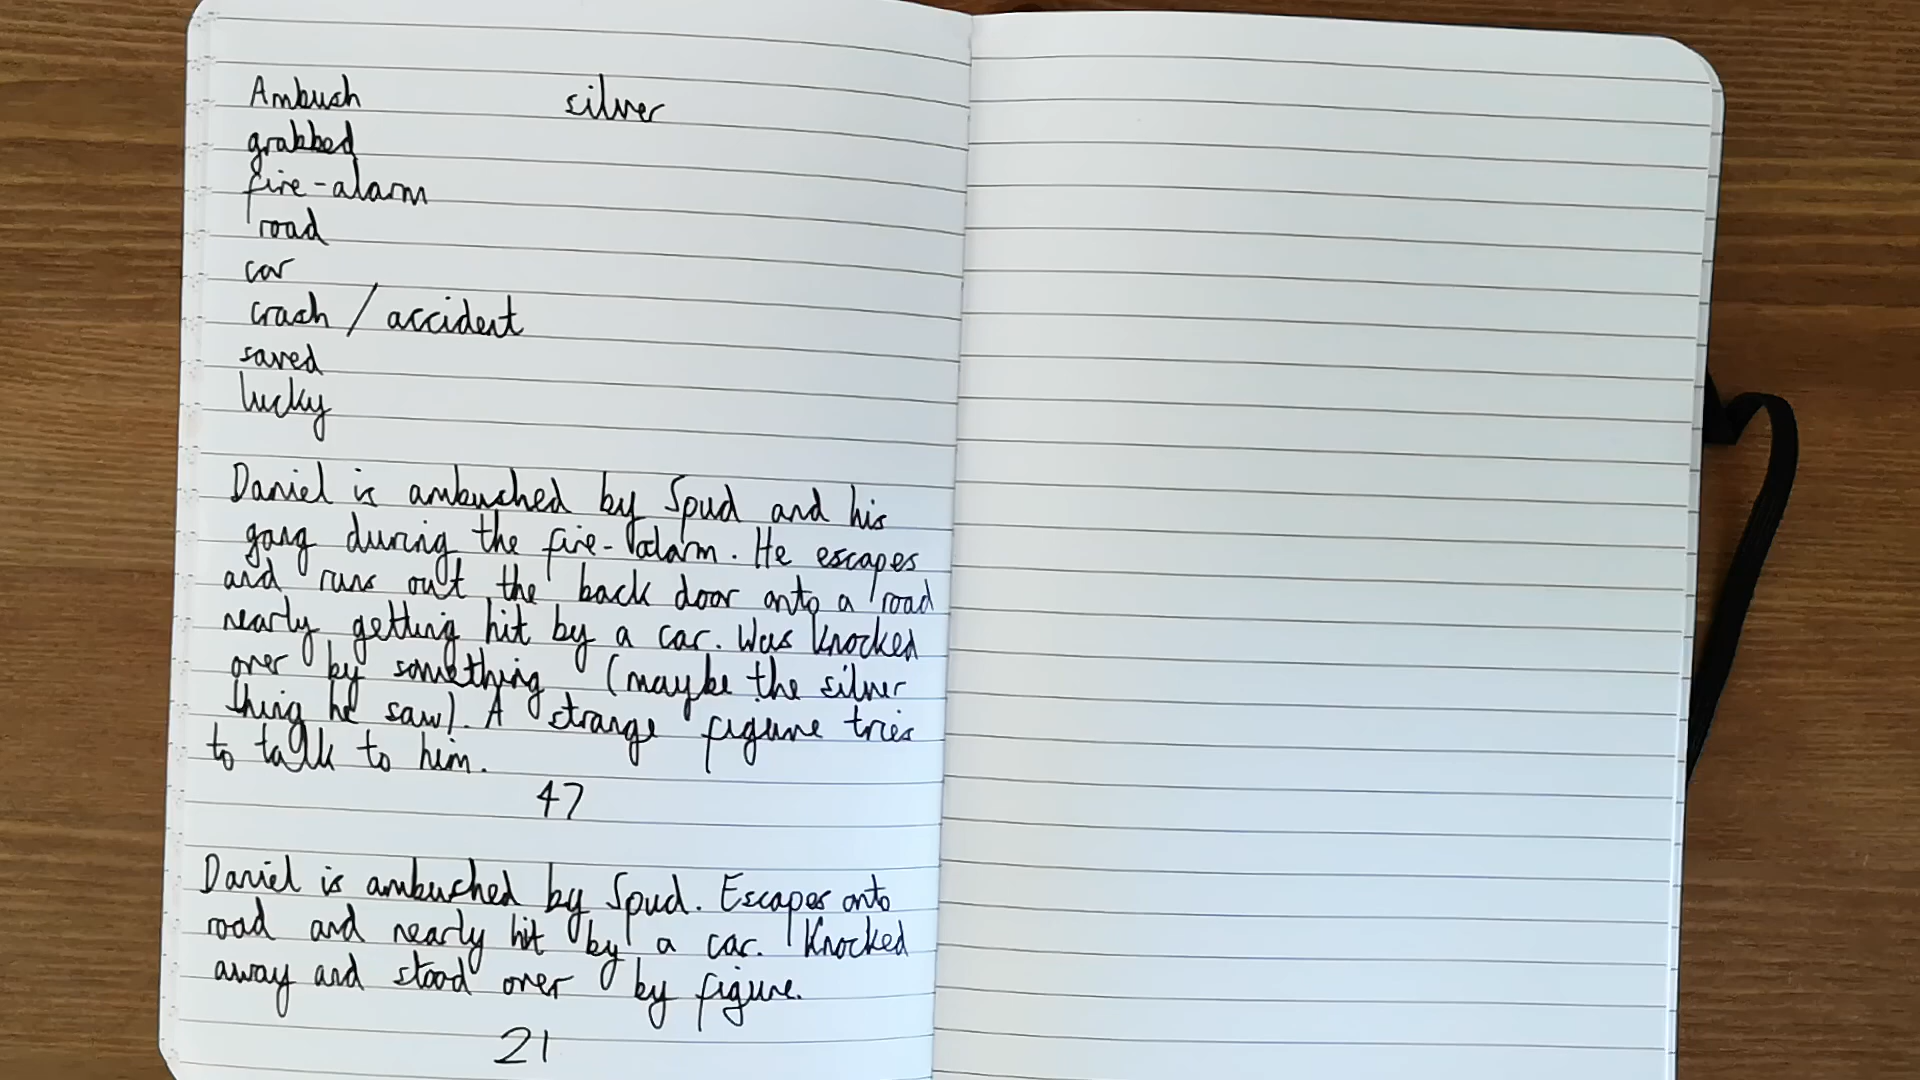 Ambush silver
grabbed
fire-alarm
road
car
crash / accident
saved
lucky
Daniel is ambushed by Spud and his
gang during the fire-alarm. He escapes
and runs out the back door onto a road
nearly getting hit by a car. Was knocked
over by something (maybe the silver
thing he saw). A strange figure tries
to talk to him.
47
Daniel is ambushed by Spud. Escapes onto
road and nearly hit by a car. Knocked
away and stood over by figure.
21